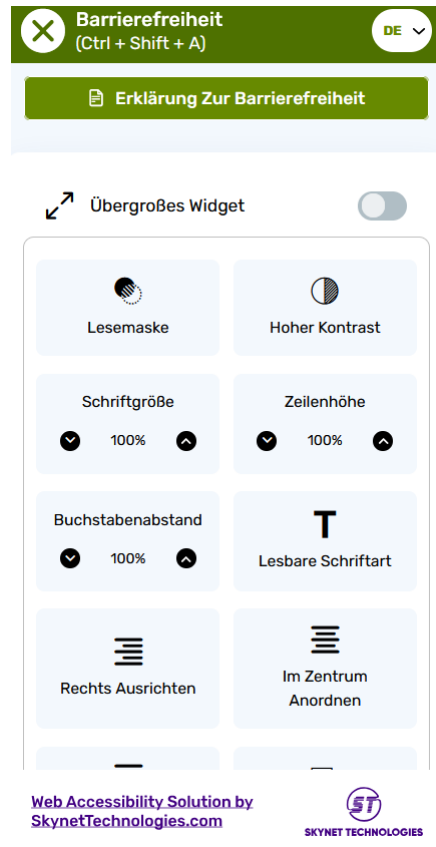 Barrierefreiheit
(Ctrl + Shift + A)
DE
Erklärung Zur Barrierefreiheit
Übergroßes Widget
Lesemaske
Hoher Kontrast
Schriftgröße
100%
Zeilenhöhe
100%
Buchstabenabstand
100%
T
Lesbare Schriftart
Rechts Ausrichten
Im Zentrum
Anordnen
Web Accessibility Solution by
SkynetTechnologies.com
ST
SKYNET TECHNOLOGIES